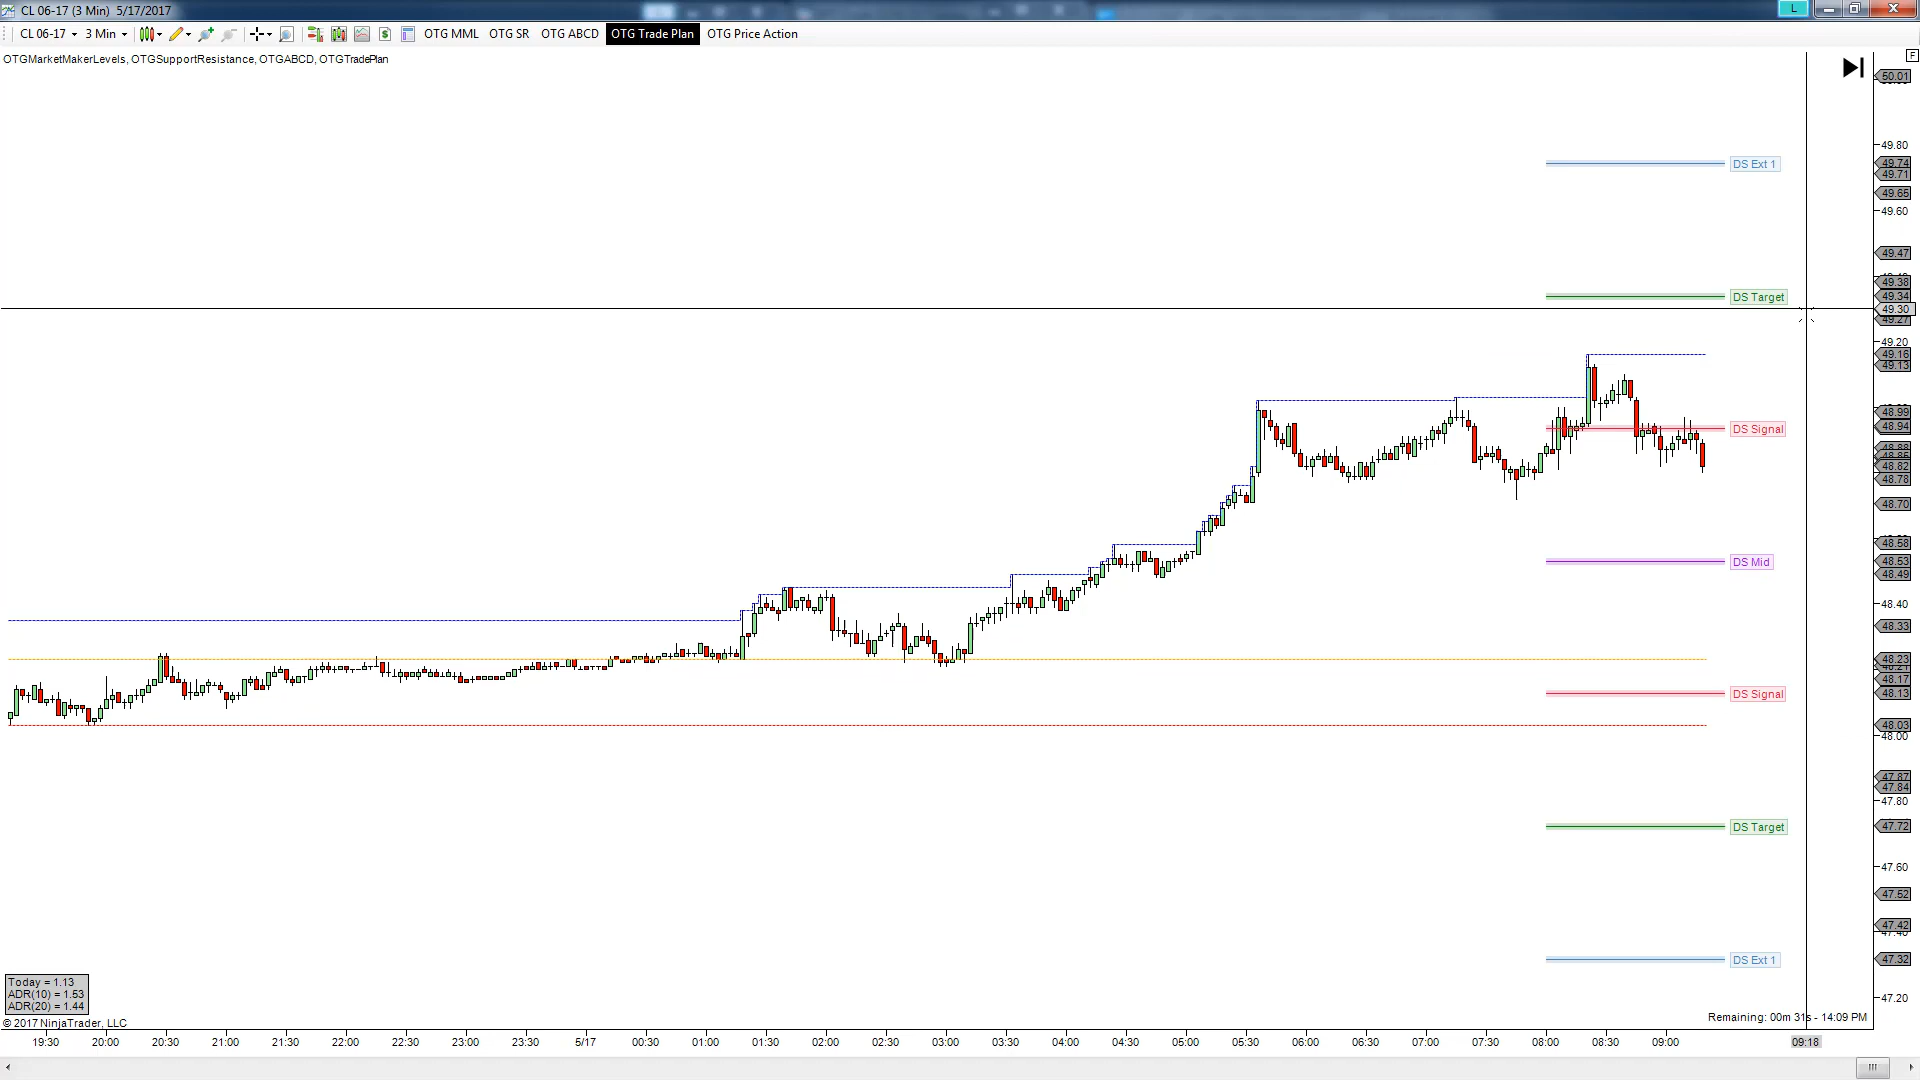 CL 06-17 (3 Min) 5/17/2017
L
CL 06-17 3 Min OTG MML OTG SR OTG ABCD OTG Trade Plan OTG Price Action
OTGMarketMakerLevels, OTGSupportResistance, OTGABCD, OTGTradePlan
F
50.01
49.80
DS Ext 1
49.74
49.71
49.65
49.60
49.47
49.38
DS Target
49.34
49.30
49.27
49.20
49.16
49.13
48.99
48.94
DS Signal
48.88
48.82
48.78
48.70
48.58
DS Mid
48.53
48.49
48.40
48.33
48.23
48.17
DS Signal
48.13
48.03
48.00
47.87
47.84
47.80
DS Target
47.72
47.60
47.52
47.42
DS Ext 1
47.32
47.20
Today = 1.13
ADR(10) = 1.53
ADR(20) = 1.44
Remaining: 00m 31s - 14:09 PM
© 2017 NinjaTrader, LLC
19:30 20:00 20:30 21:00 21:30 22:00 22:30 23:00 23:30 5/17 00:30 01:00 01:30 02:00 02:30 03:00 03:30 04:00 04:30 05:00 05:30 06:00 06:30 07:00 07:30 08:00 08:30 09:00 09:18